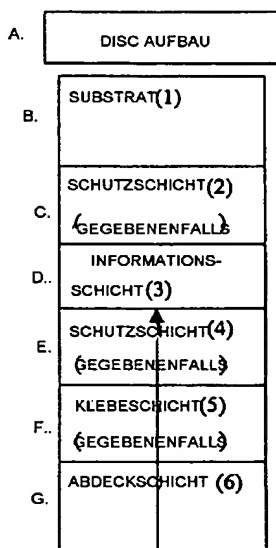 A. DISC AUFBAU
B. SUBSTRAT(1)
C. SCHUTZSCHICHT(2)
(GEGEBENENFALLS)
D.. INFORMATIONS-
SCHICHT(3)
E. SCHUTZSCHICHT(4)
(GEGEBENENFALLS)
F.. KLEBESCHICHT(5)
(GEGEBENENFALLS)
G. ABDECKSCHICHT (6)